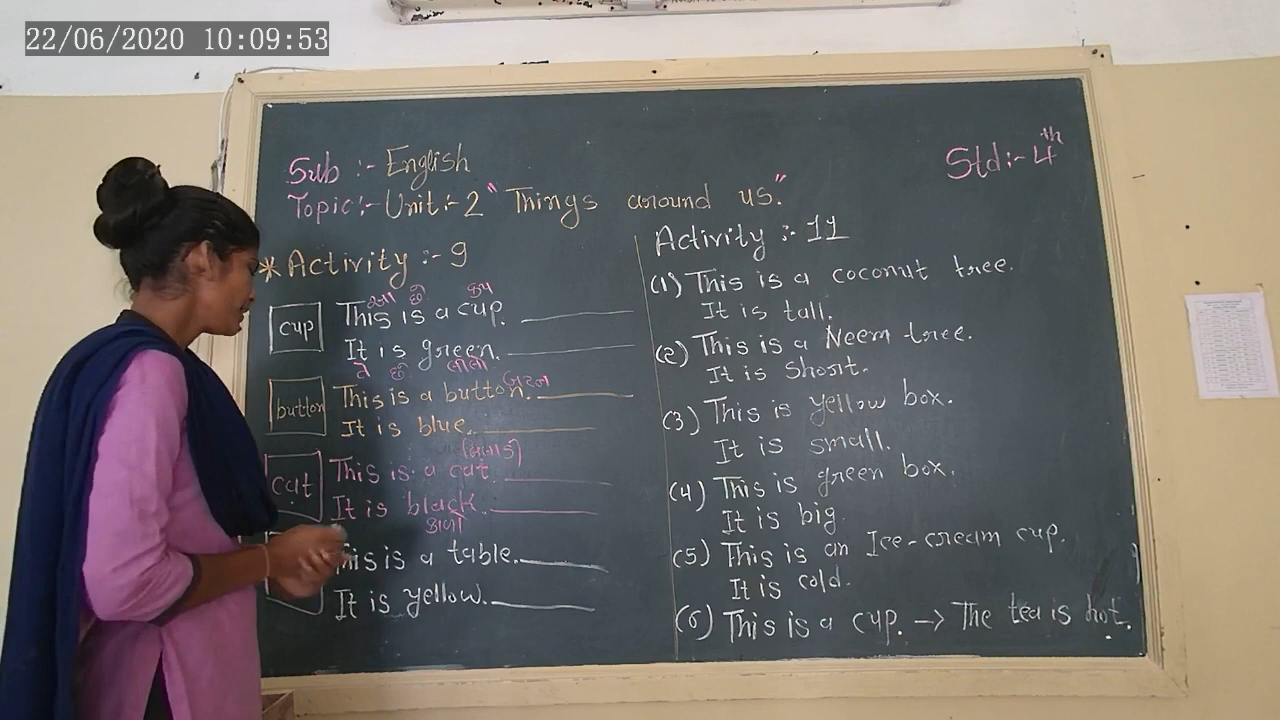 22/06/2020 10:09:53
Sub :- English
Std:- 4th
Topic:- Unit:-2 "Things around us."
* Activity :- 9
cup
આ છે કપ
This is a cup.
It is green.
તે છે લીલો
button
બટન
This is a button.
It is blue.
cat
(બિલાડી)
This is a cat.
It is black.
કાળો
This is a table.
It is yellow.
Activity :- 11
(1) This is a coconut tree.
It is tall.
(2) This is a Neem tree.
It is Short.
(3) This is yellow box.
It is small.
(4) This is green box.
It is big.
(5) This is an Ice-cream cup.
It is cold.
(6) This is a cup. → The tea is hot.